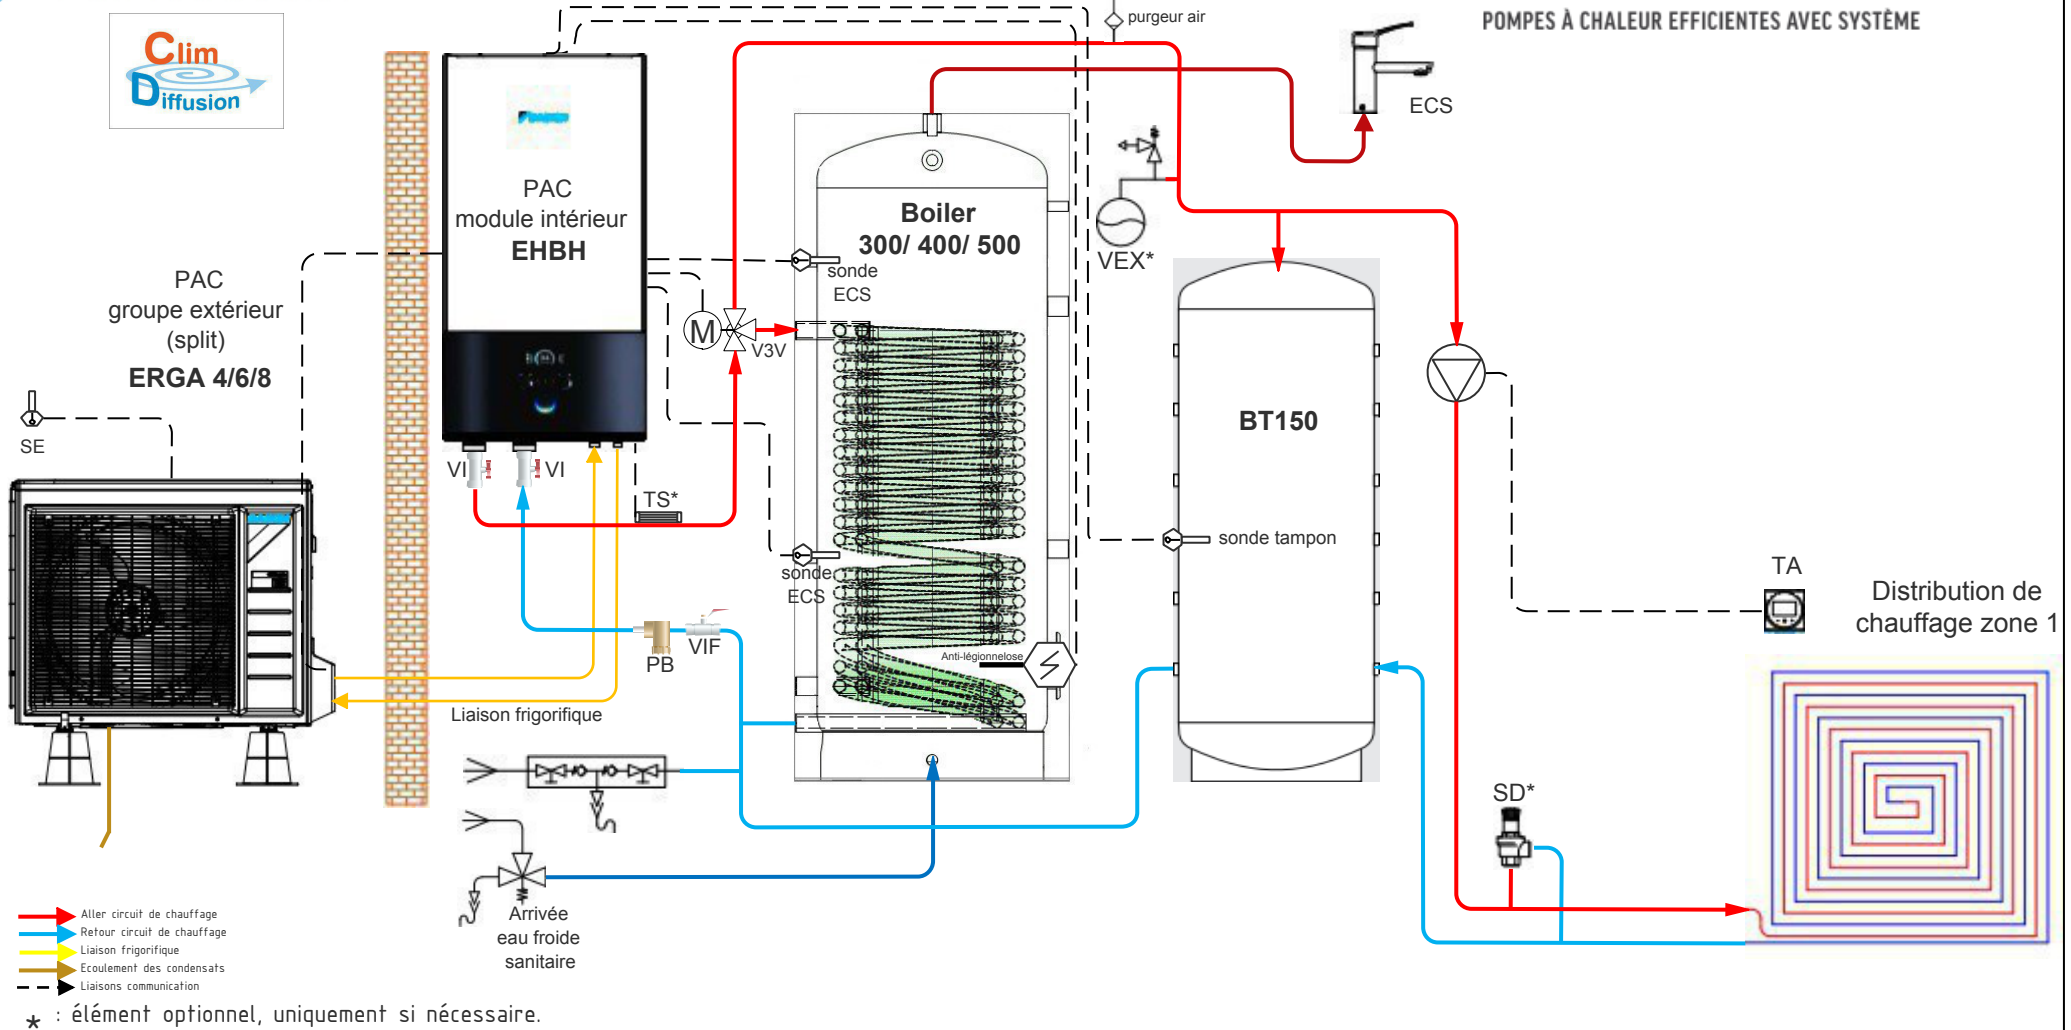 Clim
Diffusion
POMPES À CHALEUR EFFICIENTES AVEC SYSTÈME
purgeur air
ECS
DAIKIN
PAC
module intérieur
EHBH
Boiler
300/ 400/ 500
VEX*
sonde
ECS
PAC
groupe extérieur
(split)
ERGA 4/6/8
M
V3V
SE
BT150
VI
VI
TS*
sonde tampon
sonde
ECS
TA
Distribution de
chauffage zone 1
PB
VIF
Anti-légionnelose
Liaison frigorifique
SD*
Arrivée
eau froide
sanitaire
Aller circuit de chauffage
Retour circuit de chauffage
Liaison frigorifique
Ecoulement des condensats
Liaisons communication
* : élément optionnel, uniquement si nécessaire.